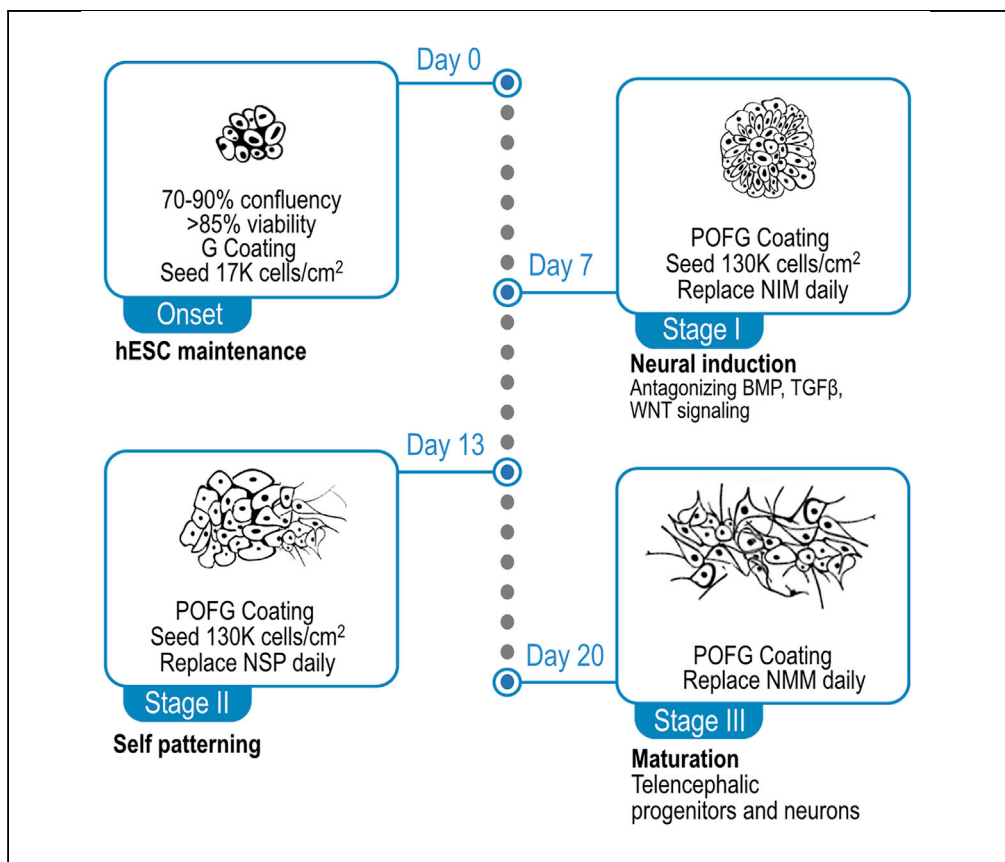 Day 0
70-90% confluency
>85% viability
G Coating
Seed 17K cells/cm²
Onset
hESC maintenance
Day 7
POFG Coating
Seed 130K cells/cm²
Replace NIM daily
Stage I
Neural induction
Antagonizing BMP, TGFβ,
WNT signaling
Day 13
POFG Coating
Seed 130K cells/cm²
Replace NSP daily
Stage II
Self patterning
Day 20
POFG Coating
Replace NMM daily
Stage III
Maturation
Telencephalic
progenitors and neurons